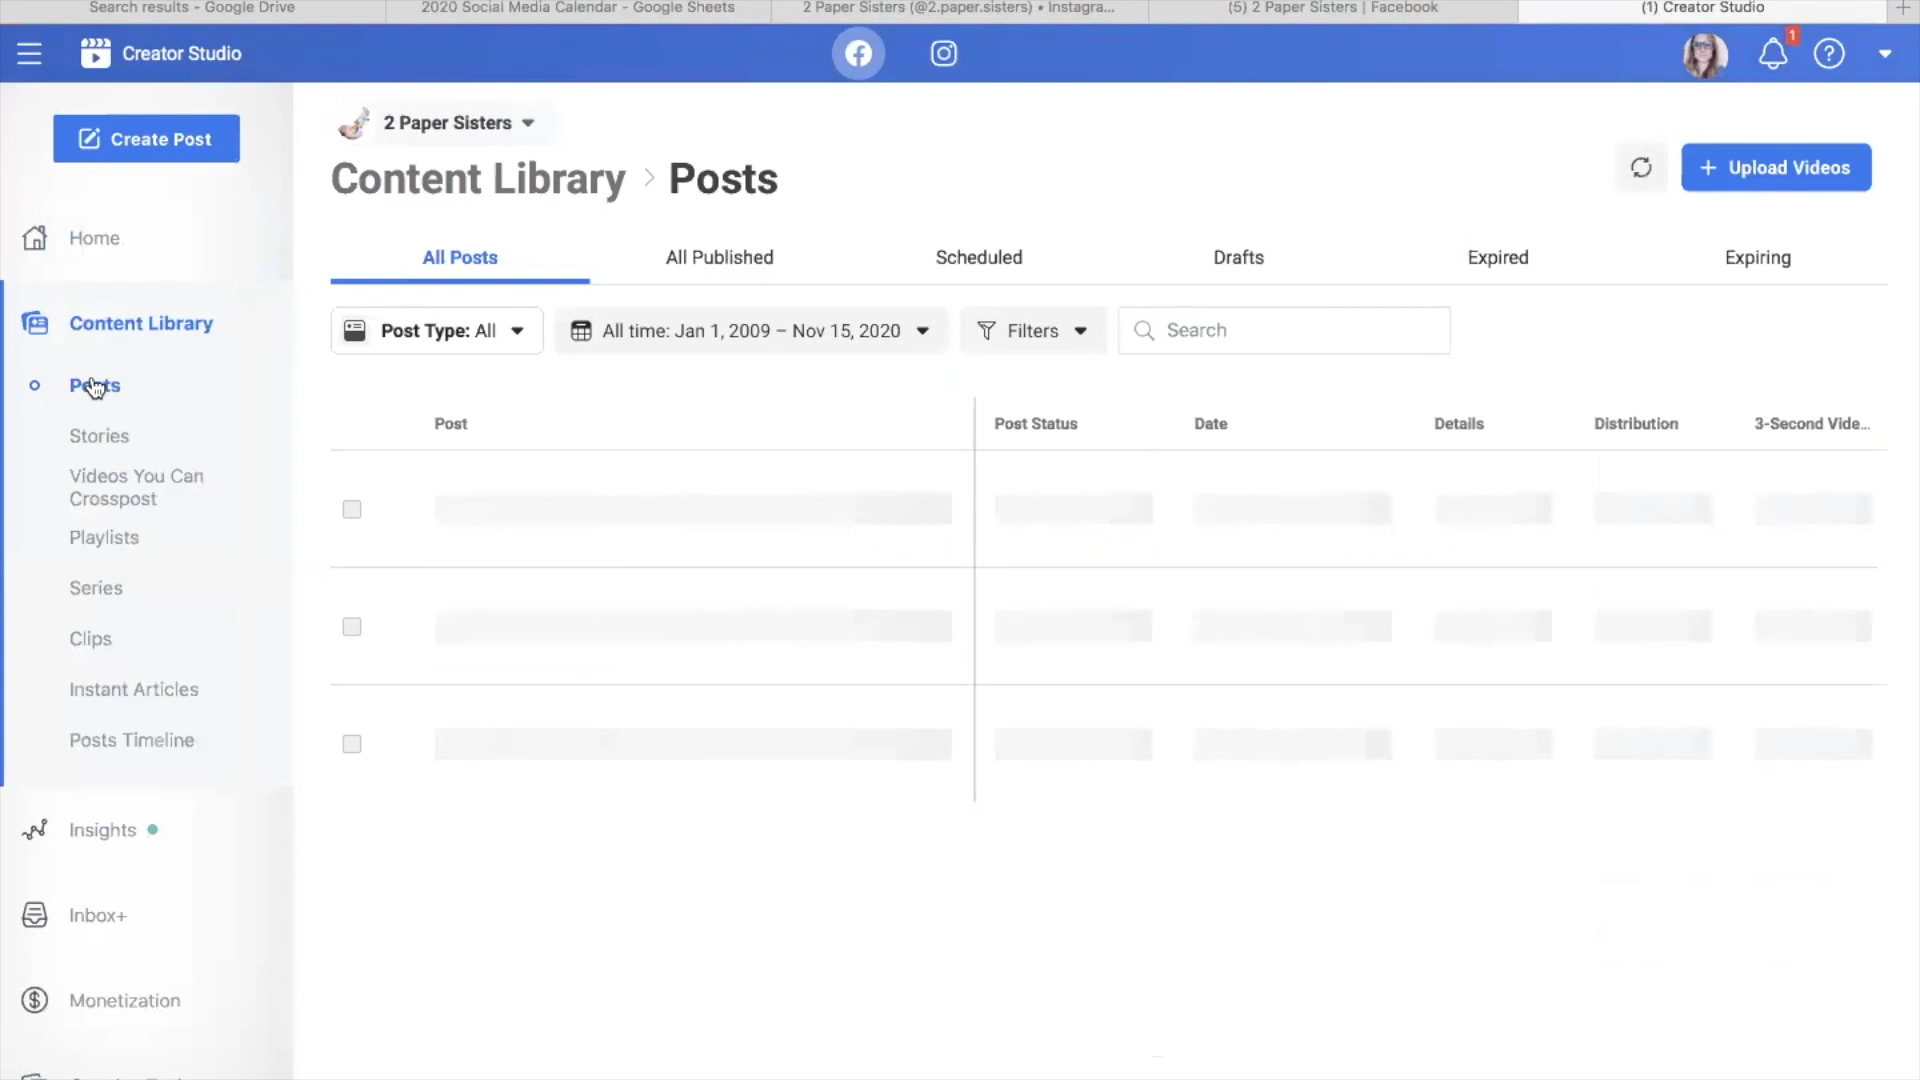 Search results - Google Drive
2020 Social Media Calendar - Google Sheets
2 Paper Sisters (@2.paper.sisters) • Instagra...
(5) 2 Paper Sisters | Facebook
(1) Creator Studio
Creator Studio
1
Create Post
2 Paper Sisters
Content Library > Posts
Upload Videos
Home
All Posts
All Published
Scheduled
Drafts
Expired
Expiring
Content Library
Post Type: All
All time: Jan 1, 2009 – Nov 15, 2020
Filters
Search
Posts
Stories
Videos You Can
Crosspost
Playlists
Series
Clips
Instant Articles
Posts Timeline
Post
Post Status
Date
Details
Distribution
3-Second Vide...
Insights
Inbox+
Monetization